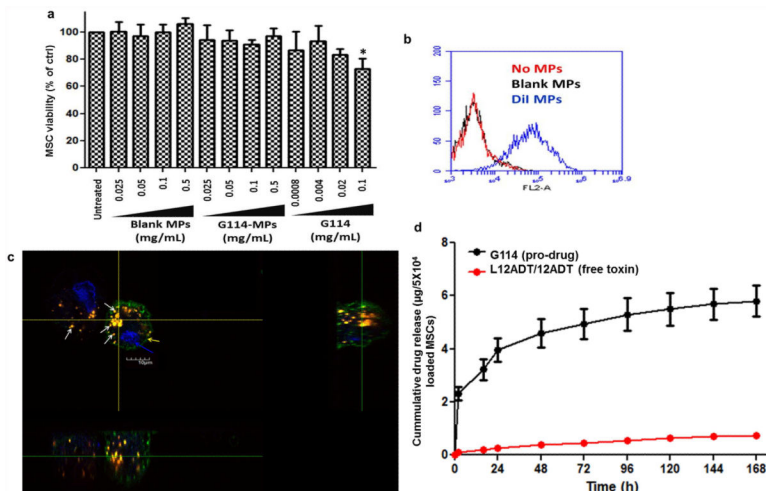 a
MSC viability (% of ctrl)
100
80
60
40
20
0
*
Untreated
0.025
0.05
0.1
0.5
0.025
0.05
0.1
0.5
0.0008
0.004
0.02
0.1
Blank MPs
(mg/mL)
G114-MPs
(mg/mL)
G114
(mg/mL)
b
200
150
100
50
0
No MPs
Blank MPs
DiI MPs
FL2-A
c
10µm
d
Cummulative drug release (µg/5X10⁴
loaded MSCs)
8
6
4
2
0
G114 (pro-drug)
L12ADT/12ADT (free toxin)
0 24 48 72 96 120 144 168
Time (h)